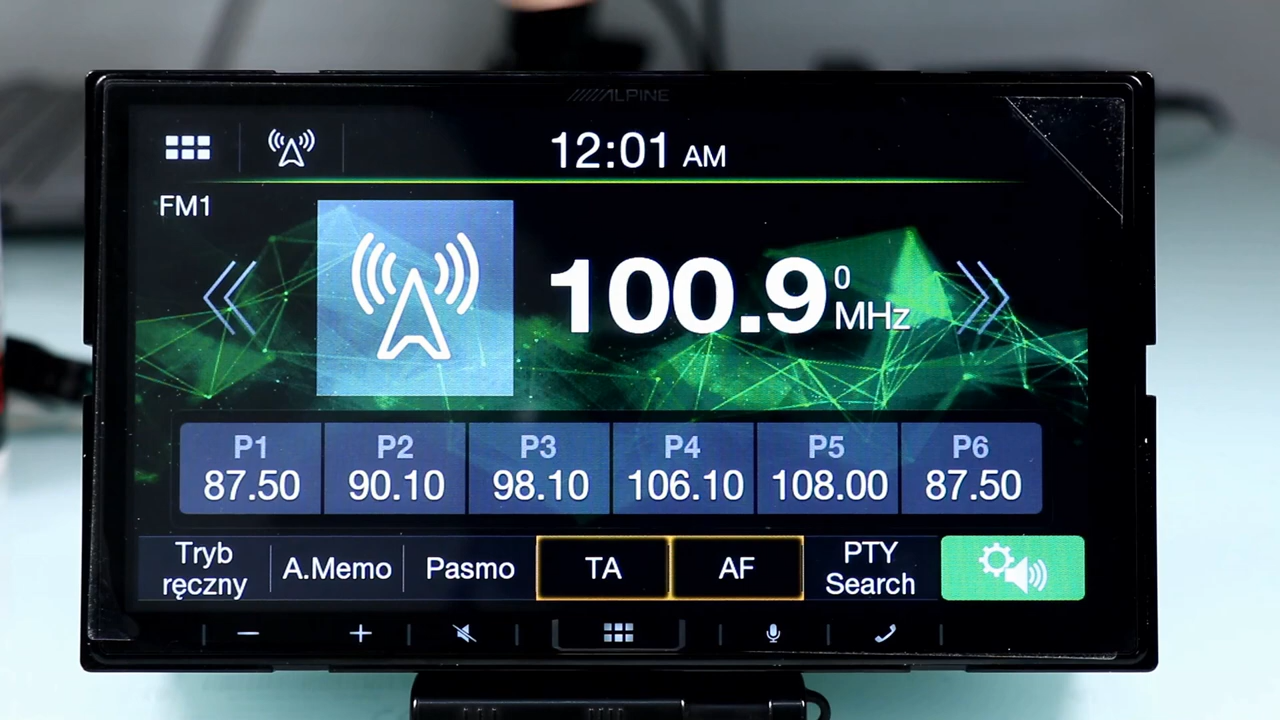 ALPINE
12:01 AM
FM1
100.9 0 MHz
P1 P2 P3 P4 P5 P6
87.50 90.10 98.10 106.10 108.00 87.50
Tryb ręczny
A.Memo
Pasmo
TA
AF
PTY Search